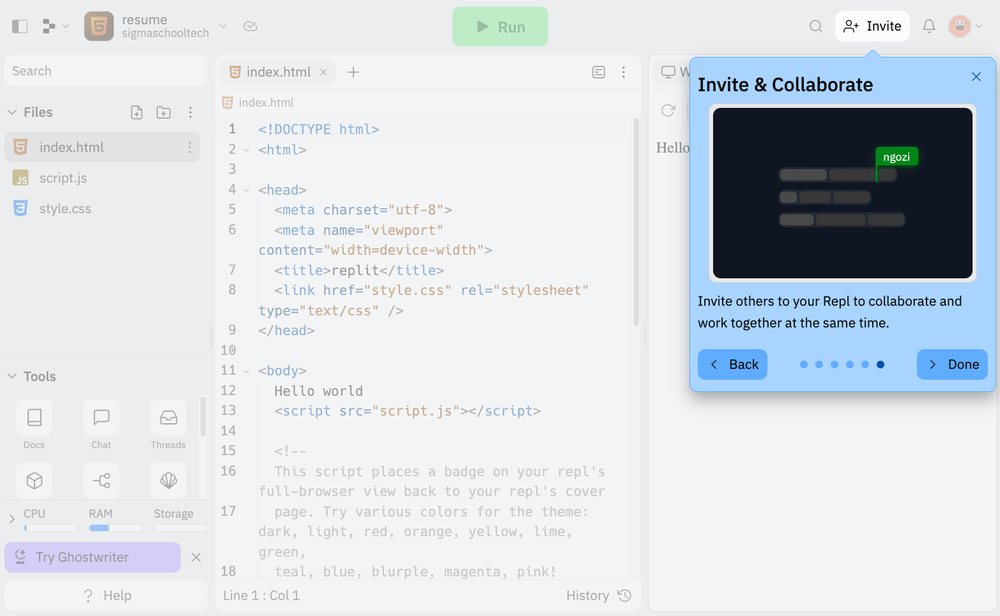 resume
sigmaschooltech
Run
Invite
Search
Files
index.html
JS script.js
style.css
Tools
Docs Chat Threads
CPU RAM Storage
Try Ghostwriter
? Help
index.html
index.html
1 <!DOCTYPE html>
2 <html>
3
4 <head>
5 <meta charset="utf-8">
6 <meta name="viewport"
content="width=device-width">
7 <title>replit</title>
8 <link href="style.css" rel="stylesheet"
type="text/css" />
9 </head>
10
11 <body>
12 Hello world
13 <script src="script.js"></script>
14
15 <!--
16 This script places a badge on your repl's
full-browser view back to your repl's cover
17 page. Try various colors for the theme:
dark, light, red, orange, yellow, lime,
green,
18 teal, blue, blurple, magenta, pink!
Line 1 : Col 1 History
W
Hello
Invite & Collaborate
ngozi
Invite others to your Repl to collaborate and
work together at the same time.
Back Done